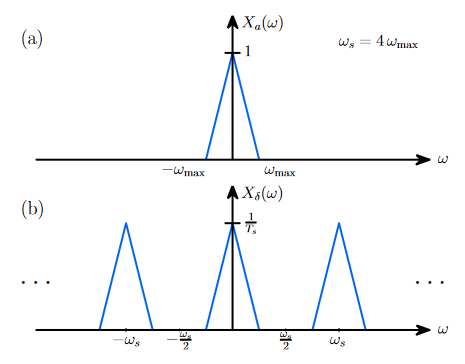 (a)
X_a(ω)
ω_s = 4 ω_max
1
−ω_max ω_max
ω
(b)
X_δ(ω)
1/T_s
· · · · · ·
−ω_s −ω_s/2 ω_s/2 ω_s
ω